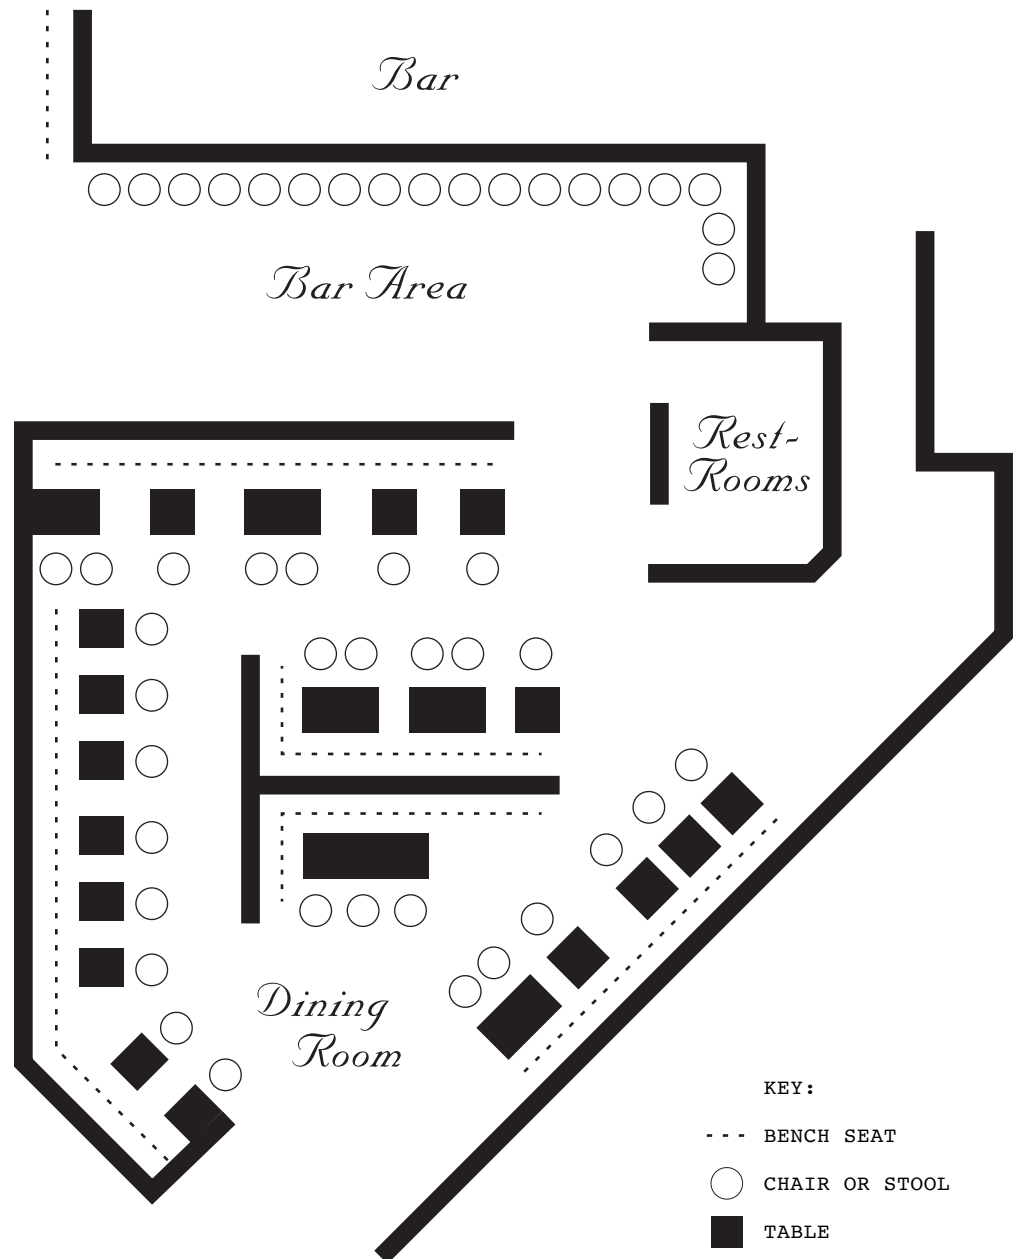 Bar
Bar Area
Rest-
Rooms
Dining
Room
KEY:
BENCH SEAT
CHAIR OR STOOL
TABLE